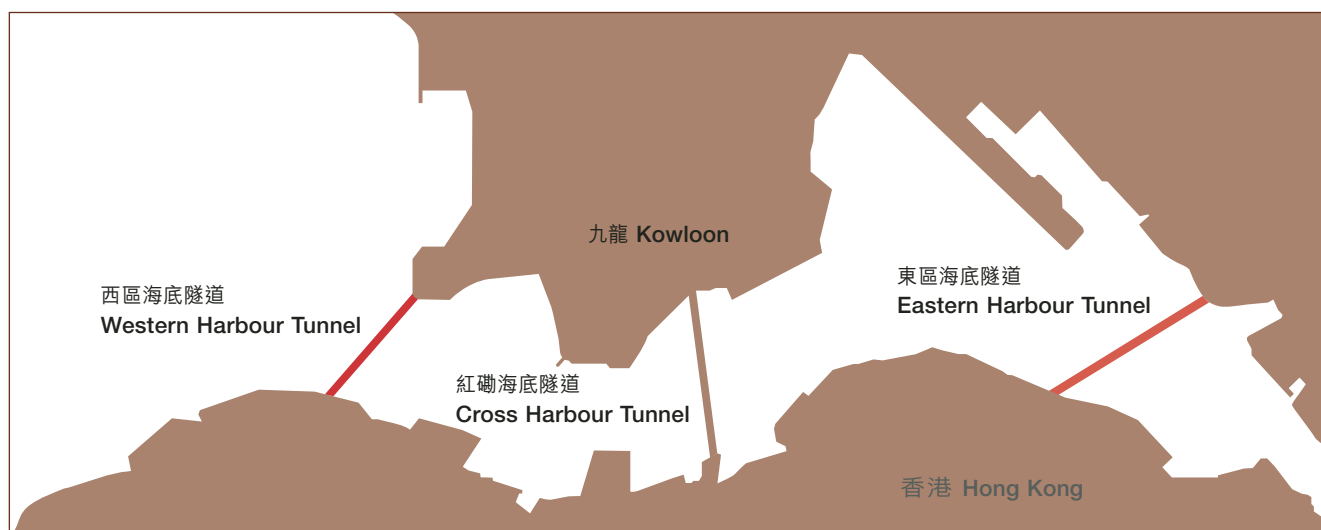 九龍 Kowloon
西區海底隧道
Western Harbour Tunnel
東區海底隧道
Eastern Harbour Tunnel
紅磡海底隧道
Cross Harbour Tunnel
香港 Hong Kong